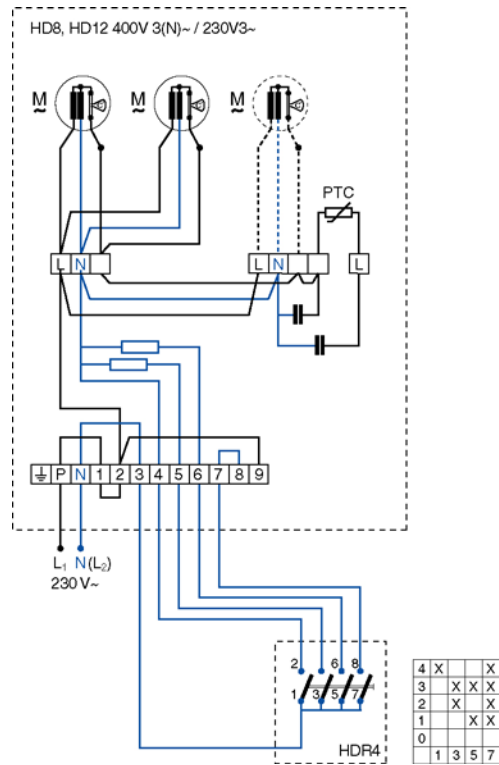 HD8, HD12 400V 3(N)~ / 230V3~
M
~
M
~
M
~
PTC
L N
L N
L
⏚ P N 1 2 3 4 5 6 7 8 9
L₁ N(L₂)
230 V~
2 6 8
1 3 5 7
HDR4
4 X X
3 X X X
2 X X
1 X X
0
1 3 5 7